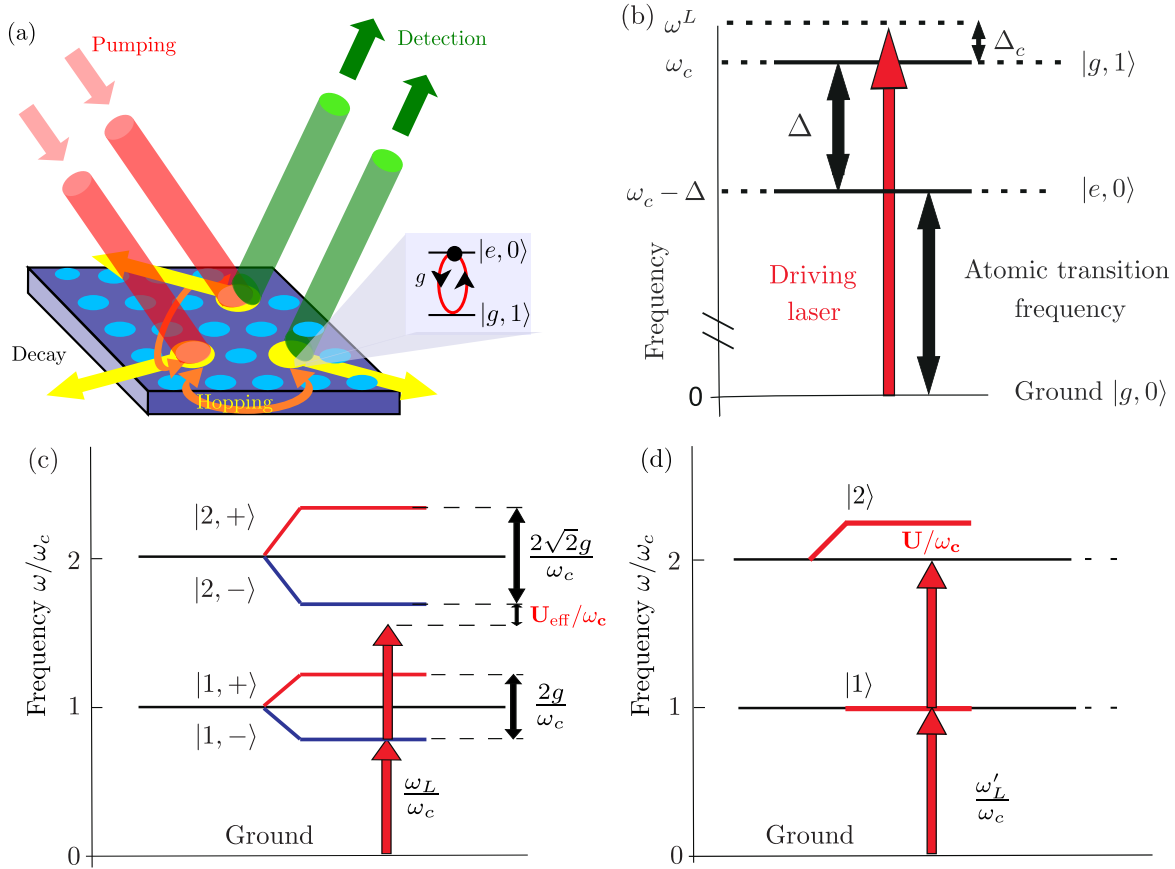 (a)
Pumping
Detection
|e, 0⟩
g
|g, 1⟩
Decay
Hopping
(b)
ω^L
Δ_c
ω_c
|g, 1⟩
Δ
ω_c − Δ
|e, 0⟩
Frequency
Driving
laser
Atomic transition
frequency
Ground |g, 0⟩
0
(c)
Frequency ω/ω_c
|2, +⟩
2√2g/ω_c
2
|2, −⟩
U_eff/ω_c
|1, +⟩
2g/ω_c
1
|1, −⟩
ω_L/ω_c
Ground
0
(d)
Frequency ω/ω_c
|2⟩
U/ω_c
2
|1⟩
1
ω′_L/ω_c
Ground
0